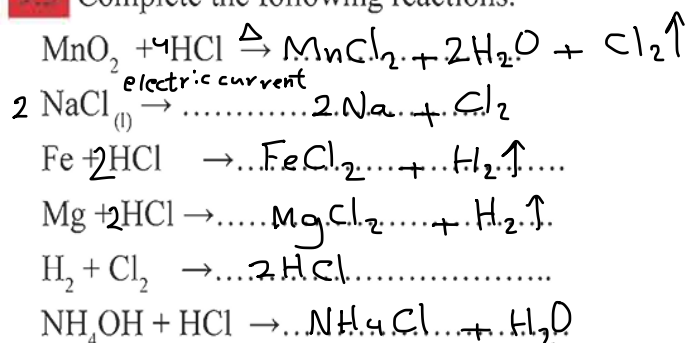 Complete the following reactions:
MnO₂ + 4HCl Δ→ MnCl₂ + 2H₂O + Cl₂↑
electric current
2 NaCl(l) → ............ 2Na + Cl₂
Fe + 2HCl → ...FeCl₂.....+ H₂↑.....
Mg + 2HCl → .....MgCl₂.....+ H₂↑.
H₂ + Cl₂ → ...2HCl......................
NH₄OH + HCl → ...NH₄Cl...+ H₂O